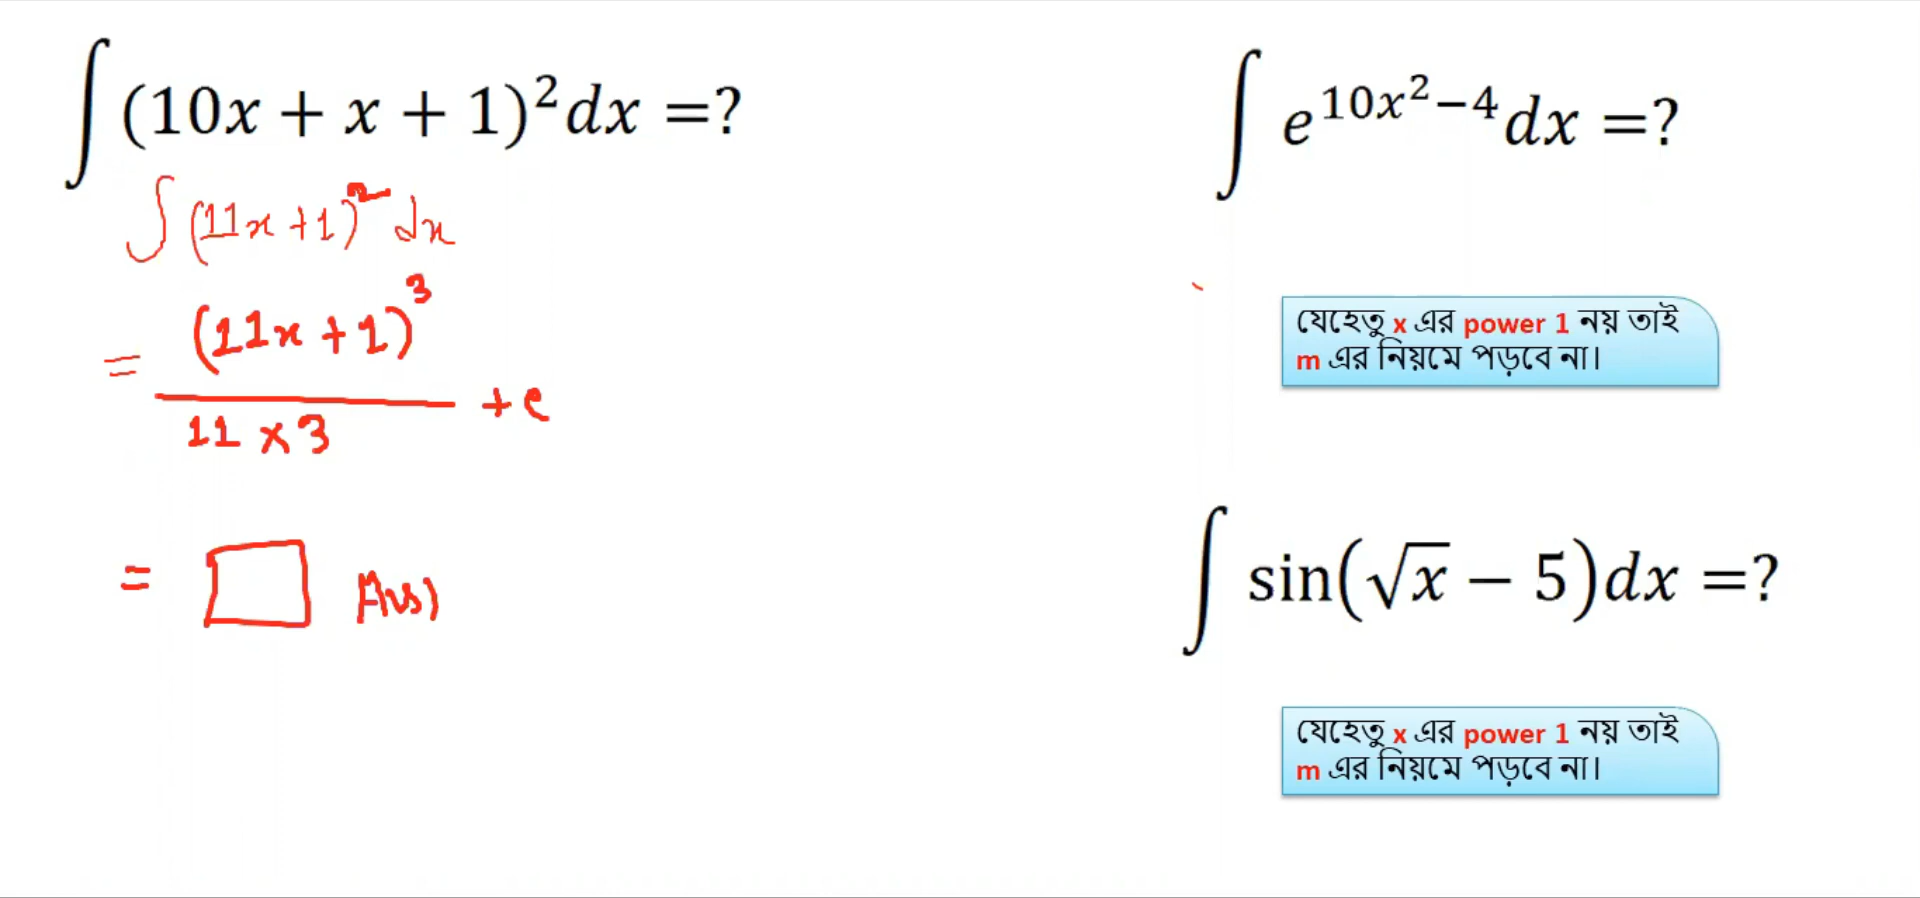 ∫(10x + x + 1)²dx =?
∫(11x+1)² dx
= (11x+1)³ / 11×3 + c
= □ Ans)
∫e^{10x²−4}dx =?
যেহেতু x এর power 1 নয় তাই
m এর নিয়মে পড়বে না।
∫sin(√x − 5)dx =?
যেহেতু x এর power 1 নয় তাই
m এর নিয়মে পড়বে না।